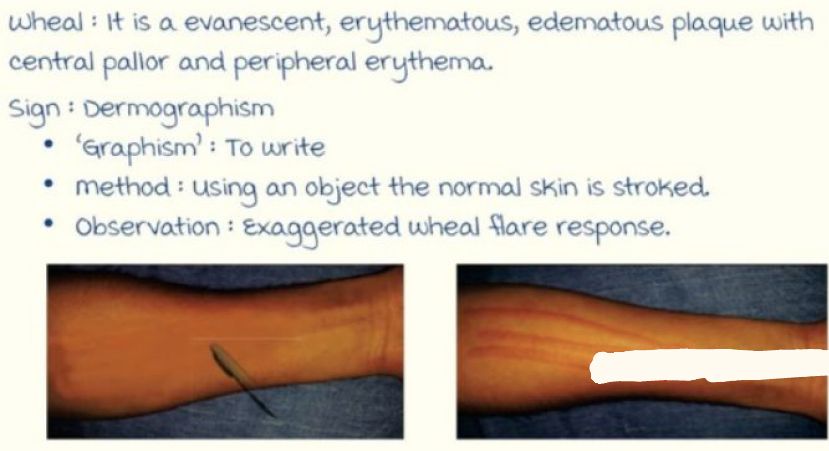 Wheal : It is a evanescent, erythematous, edematous plaque with
central pallor and peripheral erythema.
Sign : Dermographism
• 'Graphism' : To write
• method : Using an object the normal skin is stroked.
• Observation : Exaggerated wheal flare response.